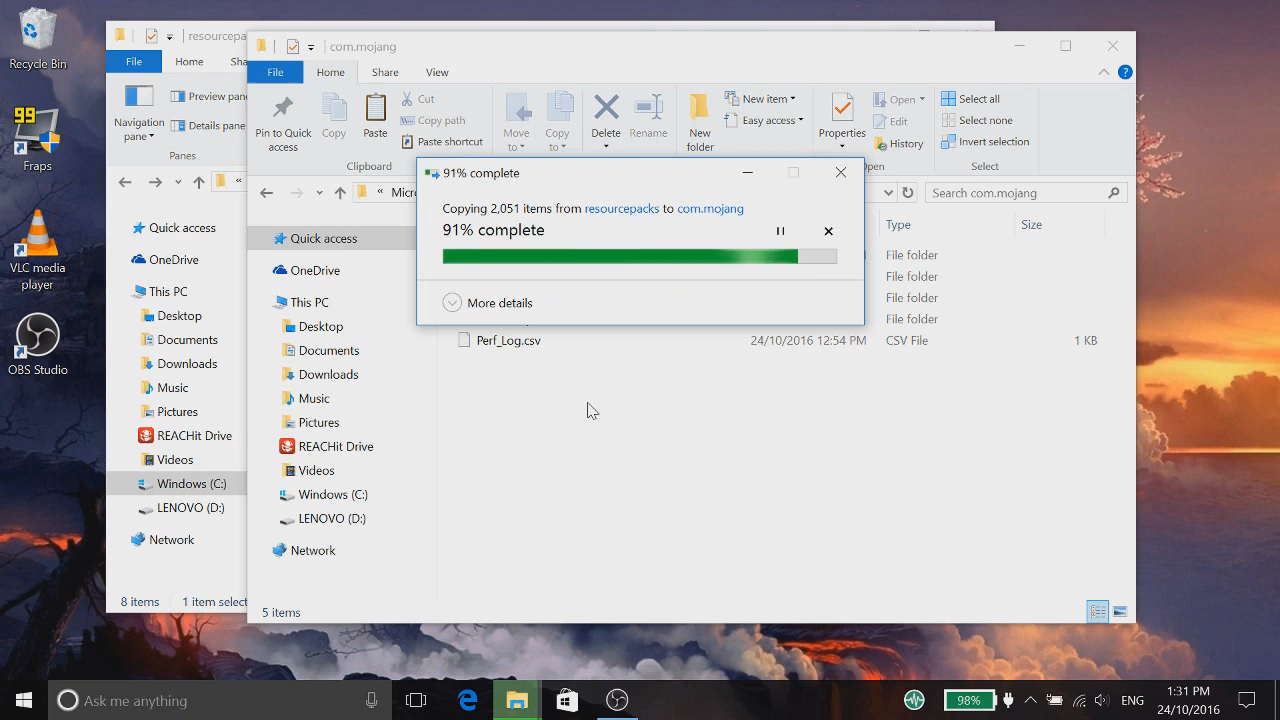 Recycle Bin
99
Fraps
VLC media
player
OBS Studio
resourcepa
File
Home
Sha
Navigation
pane
Preview pan
Details pane
Panes
«
Quick access
OneDrive
This PC
Desktop
Documents
Downloads
Music
Pictures
REACHit Drive
Videos
Windows (C:)
LENOVO (D:)
Network
8 items
1 item select
com.mojang
File
Home
Share
View
Pin to Quick
access
Copy
Paste
Cut
Copy path
Paste shortcut
Clipboard
Move
to
Copy
to
Delete
Rename
New
folder
New item
Easy access
Properties
Open
Edit
History
Open
Select all
Select none
Invert selection
Select
« Micro
Search com.mojang
Type
Size
File folder
File folder
File folder
File folder
Perf_Log.csv
24/10/2016 12:54 PM
CSV File
1 KB
Quick access
OneDrive
This PC
Desktop
Documents
Downloads
Music
Pictures
REACHit Drive
Videos
Windows (C:)
LENOVO (D:)
Network
5 items
91% complete
Copying 2,051 items from resourcepacks to com.mojang
91% complete
More details
Ask me anything
98%
ENG
1:31 PM
24/10/2016